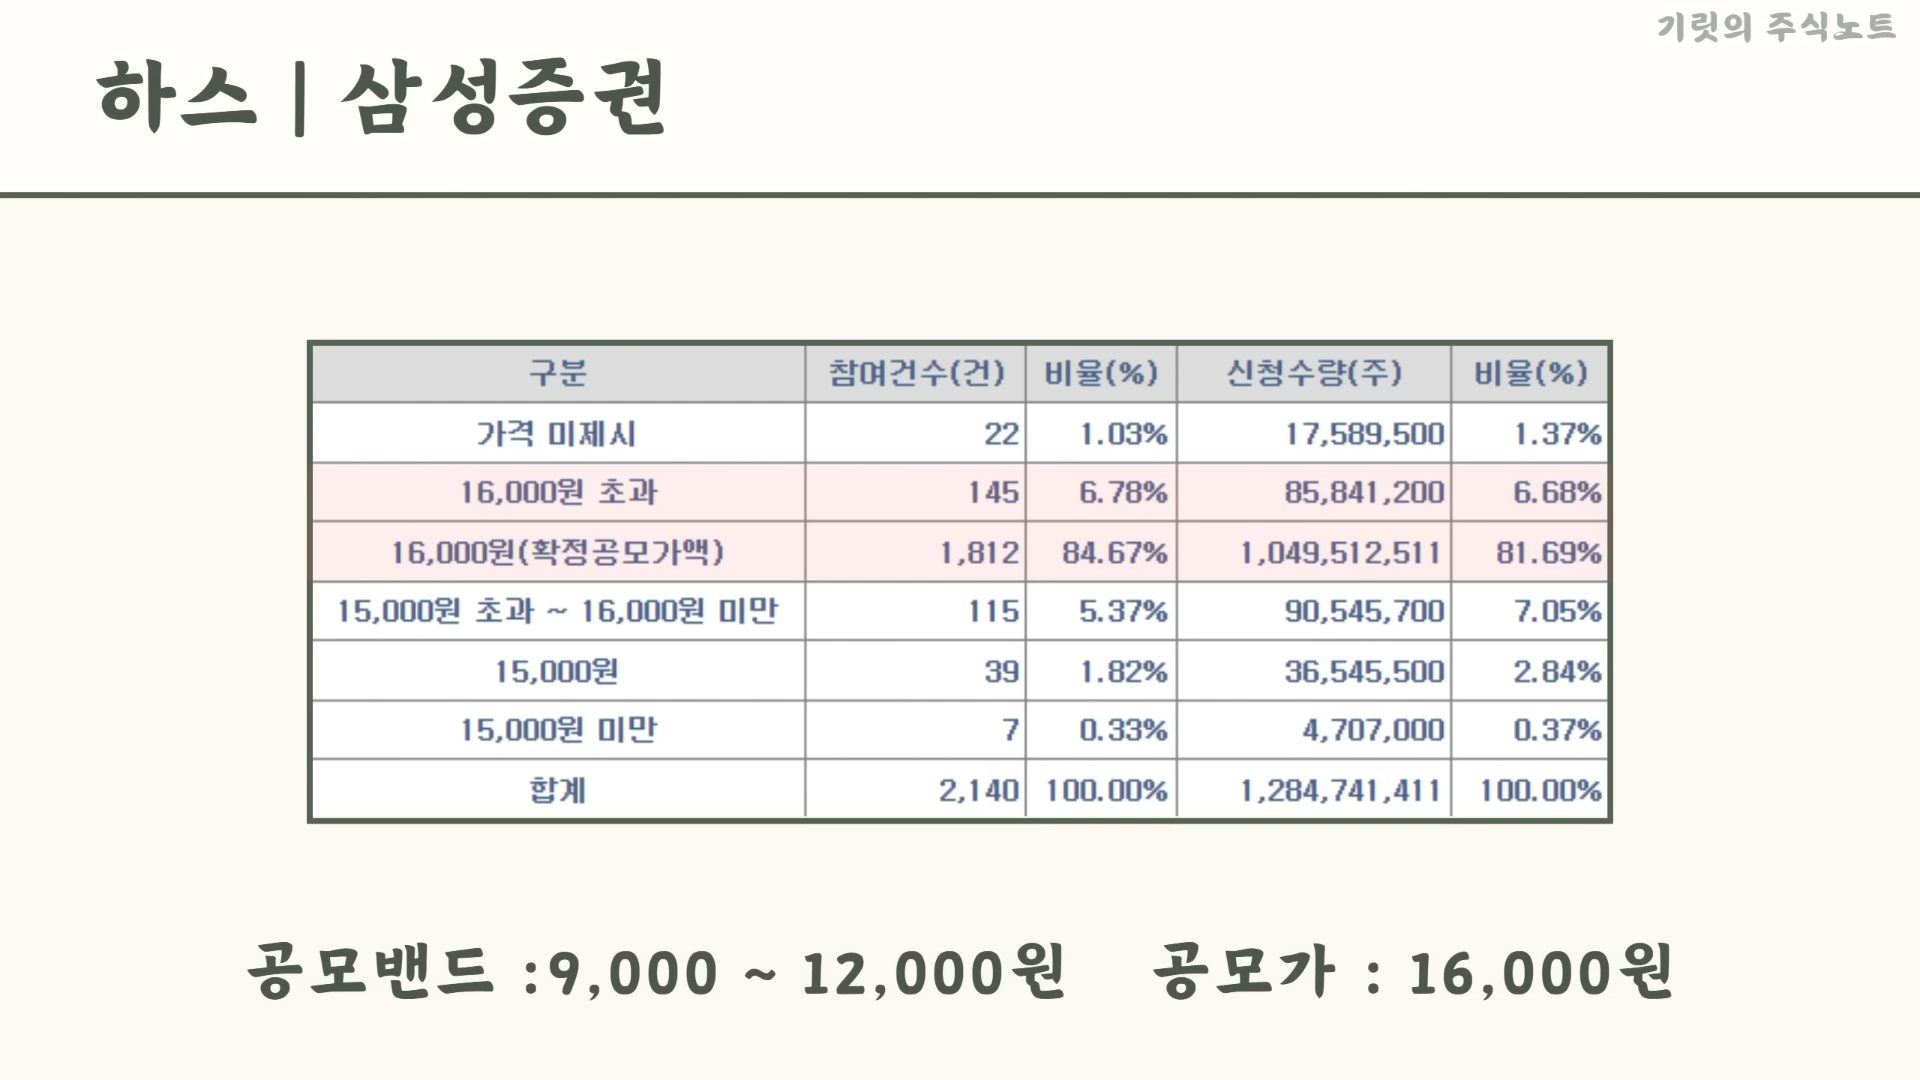 기릿의 주식노트
하스 | 삼성증권
구분 참여건수(건) 비율(%) 신청수량(주) 비율(%)
가격 미제시 22 1.03% 17,589,500 1.37%
16,000원 초과 145 6.78% 85,841,200 6.68%
16,000원(확정공모가액) 1,812 84.67% 1,049,512,511 81.69%
15,000원 초과 ~ 16,000원 미만 115 5.37% 90,545,700 7.05%
15,000원 39 1.82% 36,545,500 2.84%
15,000원 미만 7 0.33% 4,707,000 0.37%
합계 2,140 100.00% 1,284,741,411 100.00%
공모밴드 :9,000 ~ 12,000원 공모가 : 16,000원